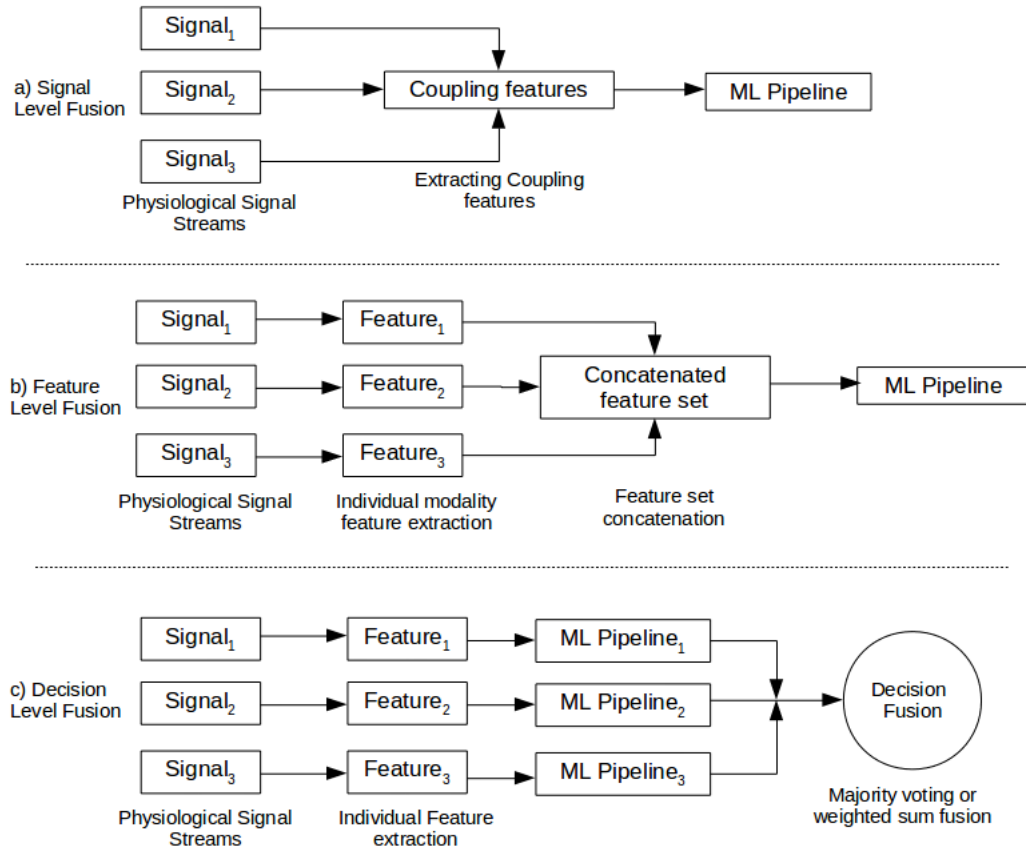 Signal1
a) Signal
Level Fusion
Signal2
Coupling features
ML Pipeline
Signal3
Physiological Signal
Streams
Extracting Coupling
features
Signal1
Feature1
b) Feature
Level Fusion
Signal2
Feature2
Concatenated
feature set
ML Pipeline
Signal3
Feature3
Physiological Signal
Streams
Individual modality
feature extraction
Feature set
concatenation
Signal1
Feature1
ML Pipeline1
c) Decision
Level Fusion
Signal2
Feature2
ML Pipeline2
Decision
Fusion
Signal3
Feature3
ML Pipeline3
Physiological Signal
Streams
Individual Feature
extraction
Majority voting or
weighted sum fusion